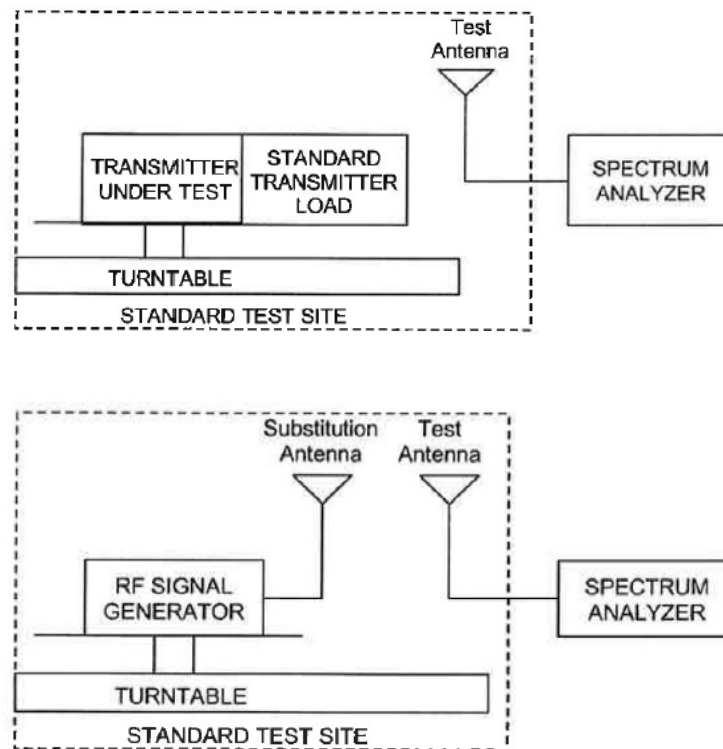 Test
Antenna
TRANSMITTER
UNDER TEST
STANDARD
TRANSMITTER
LOAD
SPECTRUM
ANALYZER
TURNTABLE
STANDARD TEST SITE
Substitution
Antenna
Test
Antenna
RF SIGNAL
GENERATOR
SPECTRUM
ANALYZER
TURNTABLE
STANDARD TEST SITE